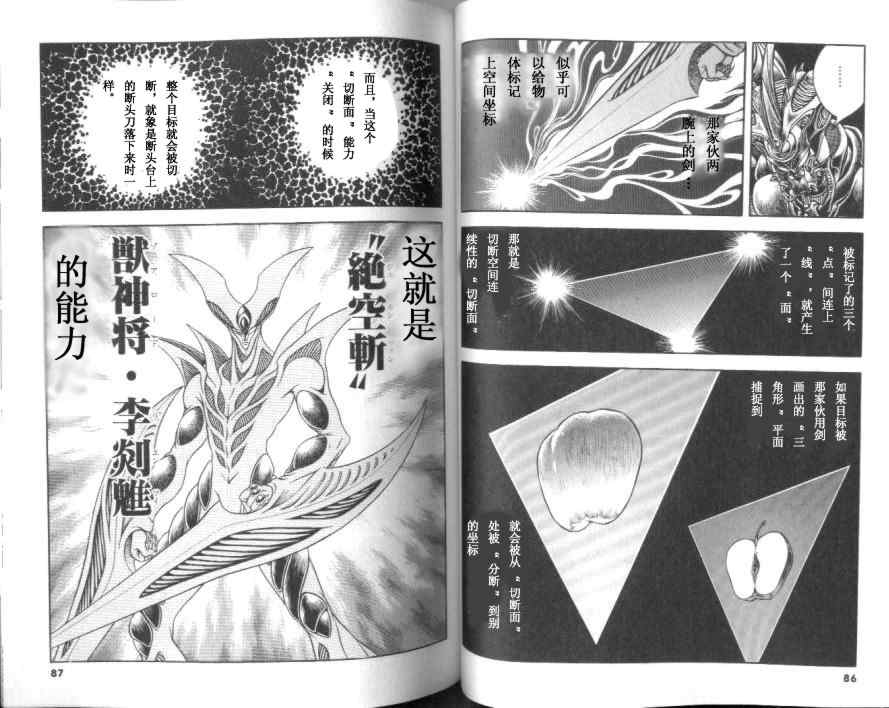 ……
那家伙两
腕上的剑…
似乎可
以给物
体标记
上空间坐标
被标记了的三个
“点”间连上
“线”，就产生
了一个“面”
那就是
切断空间连
续性的“切断面”
如果目标被
那家伙用剑
画出的“三
角形”平面
捕捉到
就会被从“切断面”
处被“分断”到别
的坐标
86
而且，当这个
“切断面”能力
“关闭”的时候
整个目标就会被切
断，就象是断头台上
的断头刀落下来时一
样。
这就是
“絶空斬”
獣神将・李剡魋
的能力
87